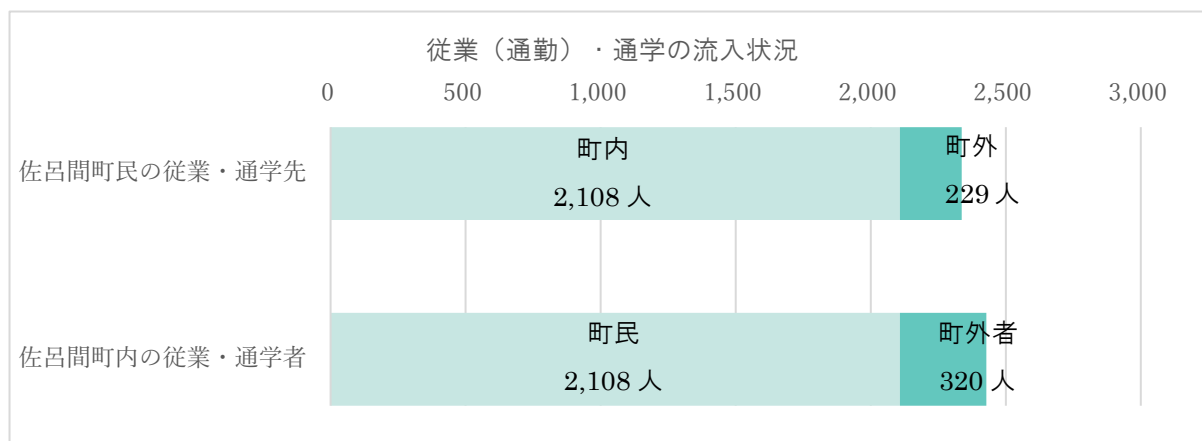 従業（通勤）・通学の流入状況
0 500 1,000 1,500 2,000 2,500 3,000
佐呂間町民の従業・通学先
町内 町外
2,108 人 229 人
佐呂間町内の従業・通学者
町民 町外者
2,108 人 320 人